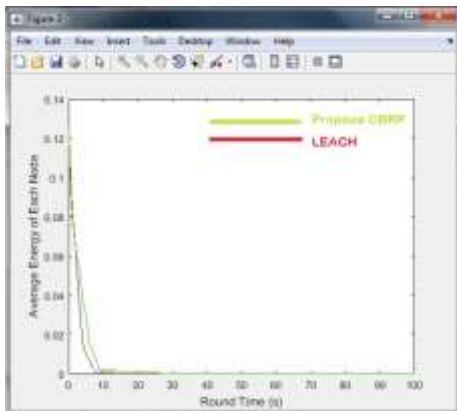 Figure 2
File Edit View Insert Tools Desktop Window Help
0.14
Propose CBRP
0.12
LEACH
0.1
0.08
0.06
0.04
0.02
0
0 10 20 30 40 50 60 70 80 90 100
Average Energy of Each Node
Round Time (s)